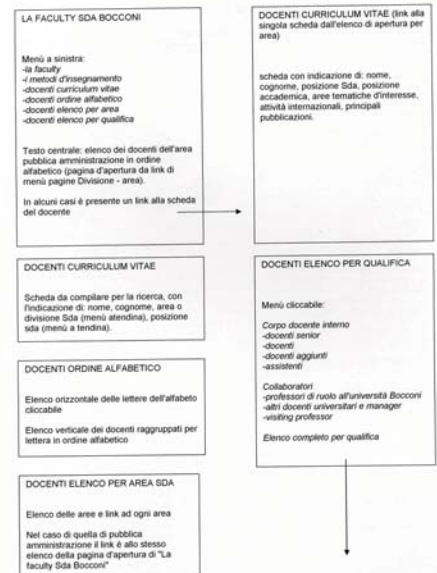 LA FACULTY SDA BOCCONI
Menù a sinistra:
-la faculty
-i metodi d'insegnamento
-docenti curriculum vitae
-docenti ordine alfabetico
-docenti elenco per area
-docenti elenco per qualifica
Testo centrale: elenco dei docenti dell'area
pubblica amministrazione in ordine
alfabetico (pagina d'apertura da link di
menù pagine Divisione - area).
In alcuni casi è presente un link alla scheda
del docente
DOCENTI CURRICULUM VITAE (link alla
singola scheda dall'elenco di apertura per
area)
scheda con indicazione di: nome,
cognome, posizione Sda, posizione
accademica, aree tematiche d'interesse,
attività internazionali, principali
pubblicazioni.
DOCENTI CURRICULUM VITAE
Scheda da compilare per la ricerca, con
l'indicazione di: nome, cognome, area o
divisione Sda (menù atendina), posizione
sda (menù a tendina).
DOCENTI ELENCO PER QUALIFICA
Menù cliccabile:
Corpo docente interno
-docenti senior
-docenti
-docenti aggiunti
-assistenti
Collaboratori
-professori di ruolo all'università Bocconi
-altri docenti universitari e manager
-visiting professor
Elenco completo per qualifica
DOCENTI ORDINE ALFABETICO
Elenco orizzontale delle lettere dell'alfabeto
cliccabile
Elenco verticale dei docenti raggruppati per
lettera in ordine alfabetico
DOCENTI ELENCO PER AREA SDA
Elenco delle aree e link ad ogni area
Nel caso di quella di pubblica
amministrazione il link è allo stesso
elenco della pagina d'apertura di "La
faculty Sda Bocconi"